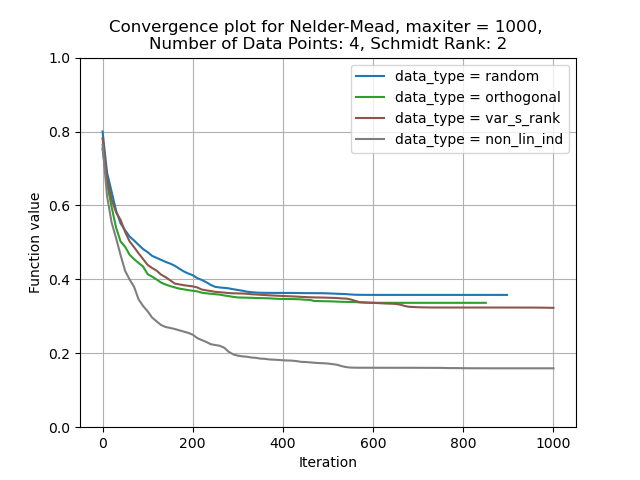 Convergence plot for Nelder-Mead, maxiter = 1000,
Number of Data Points: 4, Schmidt Rank: 2
data_type = random
data_type = orthogonal
data_type = var_s_rank
data_type = non_lin_ind
Function value
1.0
0.8
0.6
0.4
0.2
0.0
0 200 400 600 800 1000
Iteration